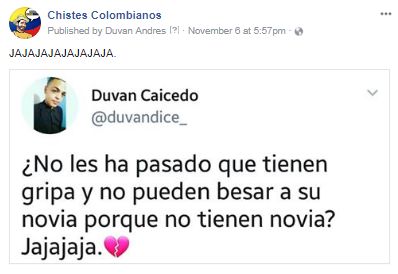 Chistes Colombianos
Published by Duvan Andres [?] · November 6 at 5:57pm ·
JAJAJAJAJAJAJAJA.
Duvan Caicedo
@duvandice_
¿No les ha pasado que tienen
gripa y no pueden besar a su
novia porque no tienen novia?
Jajajaja.💔